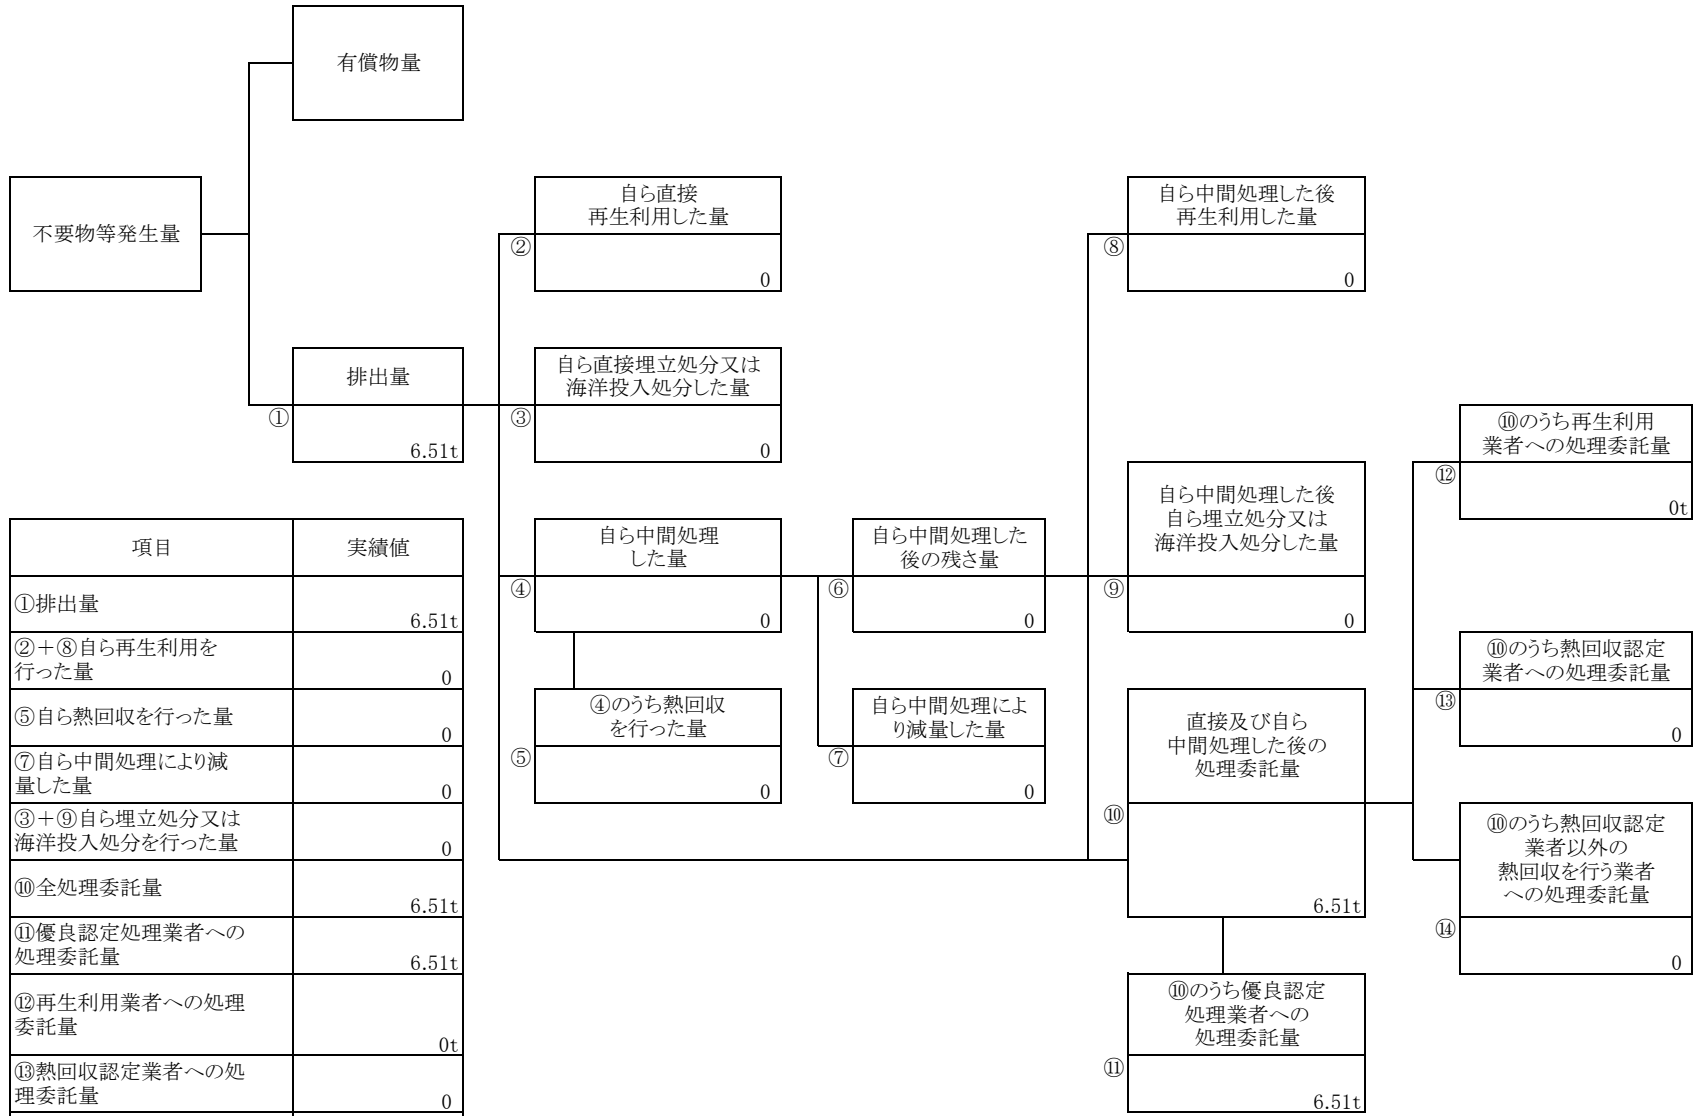 有償物量
不要物等発生量
自ら直接
再生利用した量
②
0
自ら中間処理した後
再生利用した量
⑧
0
排出量
①
6.51t
自ら直接埋立処分又は
海洋投入処分した量
③
0
⑩のうち再生利用
業者への処理委託量
⑫
0t
自ら中間処理
した量
④
0
自ら中間処理した
後の残さ量
⑥
0
自ら中間処理した後
自ら埋立処分又は
海洋投入処分した量
⑨
0
⑩のうち熱回収認定
業者への処理委託量
⑬
0
④のうち熱回収
を行った量
⑤
0
自ら中間処理によ
り減量した量
⑦
0
直接及び自ら
中間処理した後の
処理委託量
⑩
6.51t
⑩のうち熱回収認定
業者以外の
熱回収を行う業者
への処理委託量
⑭
0
⑩のうち優良認定
処理業者への
処理委託量
⑪
6.51t
項目
実績値
①排出量
6.51t
②+⑧自ら再生利用を
行った量
0
⑤自ら熱回収を行った量
0
⑦自ら中間処理により減
量した量
0
③+⑨自ら埋立処分又は
海洋投入処分を行った量
0
⑩全処理委託量
6.51t
⑪優良認定処理業者への
処理委託量
6.51t
⑫再生利用業者への処理
委託量
0t
⑬熱回収認定業者への処
理委託量
0